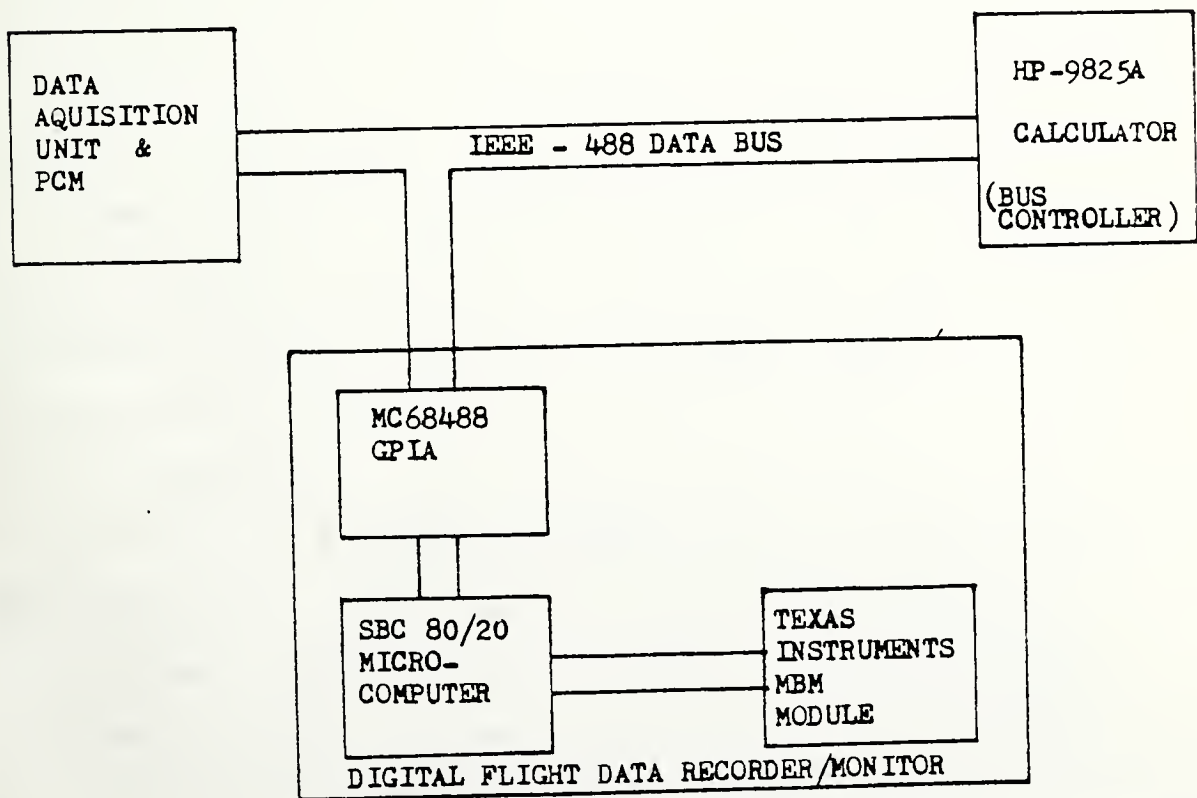 DATA
AQUISITION
UNIT &
PCM
IEEE - 488 DATA BUS
HP-9825A
CALCULATOR
(BUS
CONTROLLER)
MC68488
GPIA
SBC 80/20
MICRO-
COMPUTER
TEXAS
INSTRUMENTS
MBM
MODULE
DIGITAL FLIGHT DATA RECORDER/MONITOR